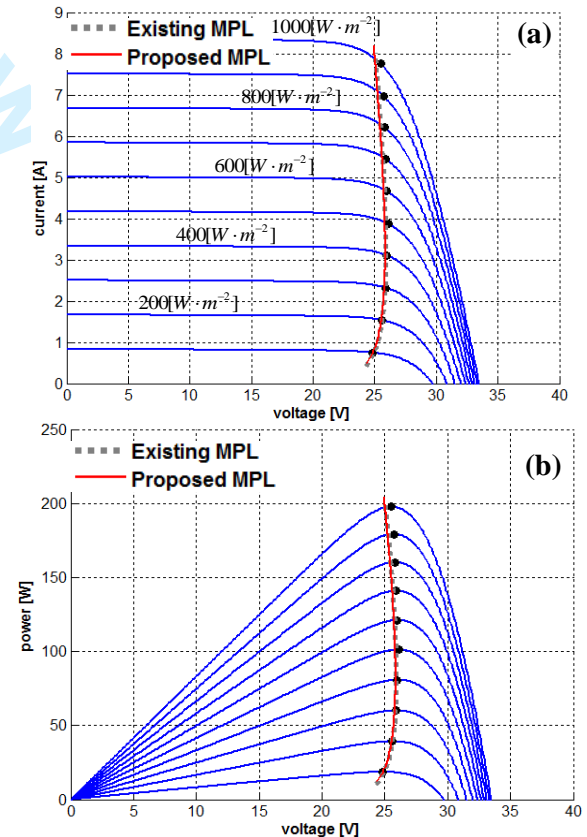 Existing MPL
Proposed MPL
(a)
1000[W · m⁻²]
800[W · m⁻²]
600[W · m⁻²]
400[W · m⁻²]
200[W · m⁻²]
current [A]
9
8
7
6
5
4
3
2
1
0
0 5 10 15 20 25 30 35 40
voltage [V]
Existing MPL
Proposed MPL
(b)
power [W]
250
200
150
100
50
0
0 5 10 15 20 25 30 35 40
voltage [V]